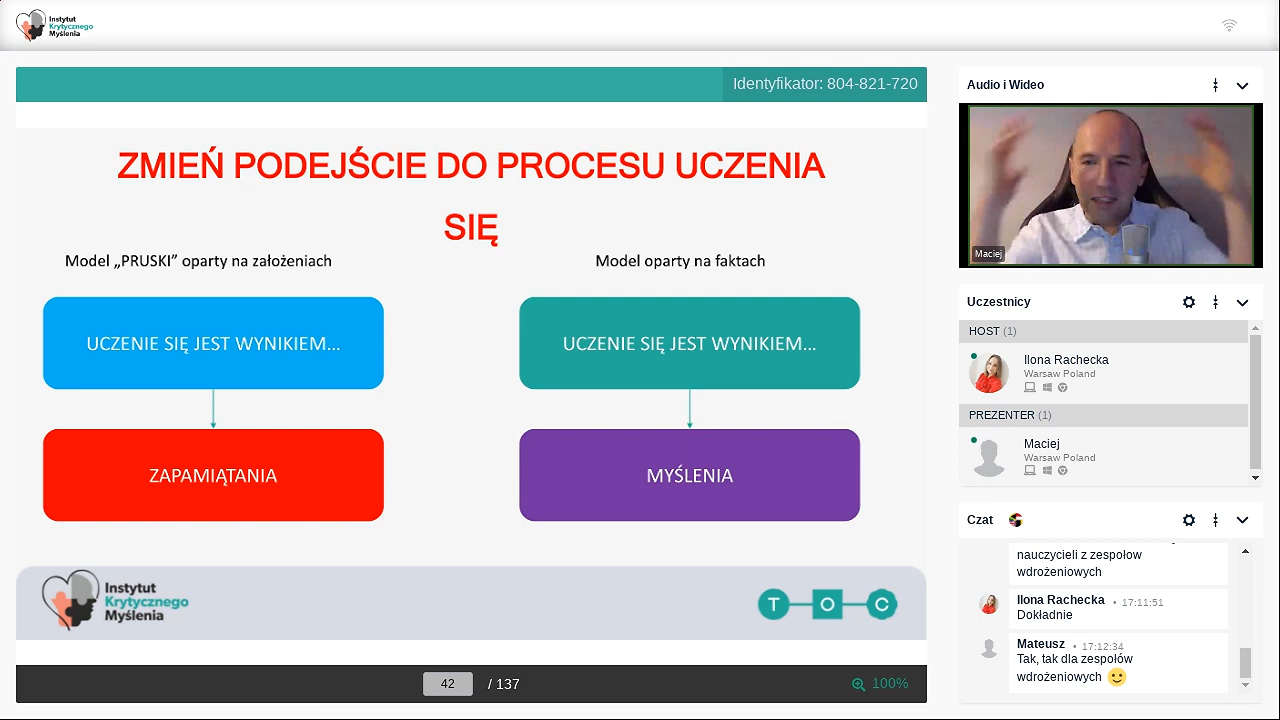 Instytut
Krytycznego
Myślenia
Identyfikator: 804-821-720
ZMIEŃ PODEJŚCIE DO PROCESU UCZENIA
SIĘ
Model „PRUSKI” oparty na założeniach
Model oparty na faktach
UCZENIE SIĘ JEST WYNIKIEM...
UCZENIE SIĘ JEST WYNIKIEM...
ZAPAMIĄTANIA
MYŚLENIA
Instytut
Krytycznego
Myślenia
T O C
42 / 137
100%
Audio i Wideo
Maciej
Uczestnicy
HOST (1)
Ilona Rachecka
Warsaw Poland
PREZENTER (1)
Maciej
Warsaw Poland
Czat
nauczycieli z zespołow
wdrożeniowych
Ilona Rachecka • 17:11:51
Dokładnie
Mateusz • 17:12:34
Tak, tak dla zespołów
wdrożeniowych